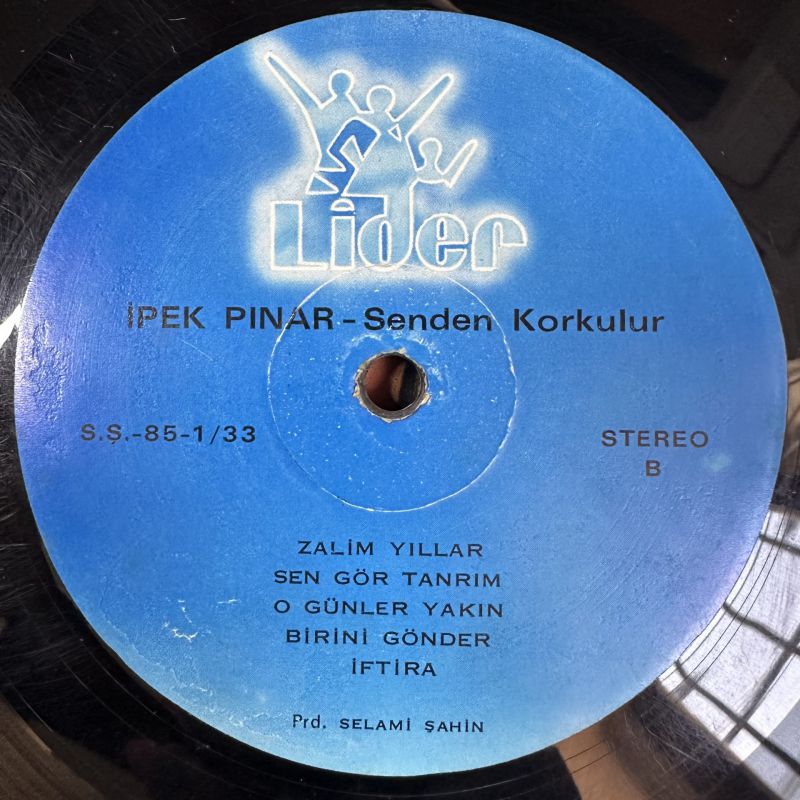 Lider
İPEK PINAR - Senden Korkulur
S.Ş.-85-1/33
STEREO
B
ZALİM YILLAR
SEN GÖR TANRIM
O GÜNLER YAKIN
BİRİNİ GÖNDER
İFTİRA
Prd. SELAMİ ŞAHİN